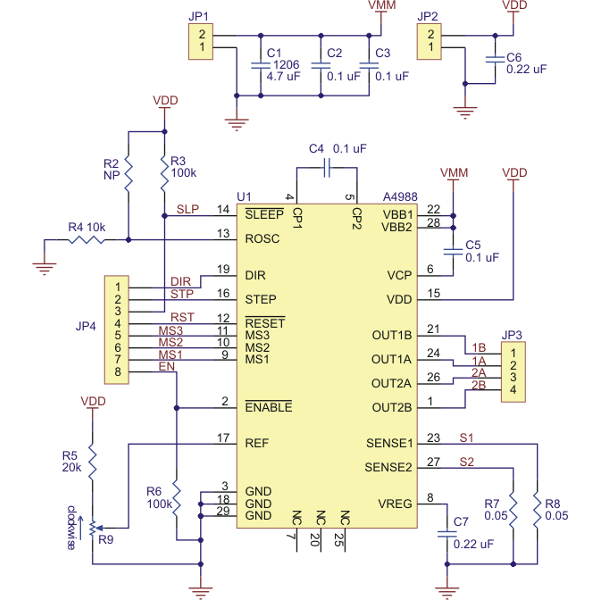 JP1
VMM
JP2
VDD
2
1
C1
1206
4.7 uF
C2
0.1 uF
C3
0.1 uF
2
1
C6
0.22 uF
VDD
R2
NP
R3
100k
C4 0.1 uF
VMM
VDD
U1
4
5
A4988
CP1
CP2
SLP
14
SLEEP
VBB1
22
VBB2
28
R4 10k
13
ROSC
C5
0.1 uF
DIR
19
DIR
VCP
6
STP
16
STEP
VDD
15
JP4
1
2
3
4
5
6
7
8
RST
12
RESET
MS3
11
MS3
MS2
10
MS2
MS1
9
MS1
EN
OUT1B
21
1B
JP3
1
2
3
4
OUT1A
24
1A
OUT2A
26
2A
OUT2B
1
2B
2
ENABLE
VDD
17
REF
SENSE1
23
S1
SENSE2
27
S2
R5
20k
R6
100k
3
GND
18
GND
29
GND
VREG
8
R7
0.05
R8
0.05
clockwise
R9
NC
NC
NC
7
20
25
C7
0.22 uF